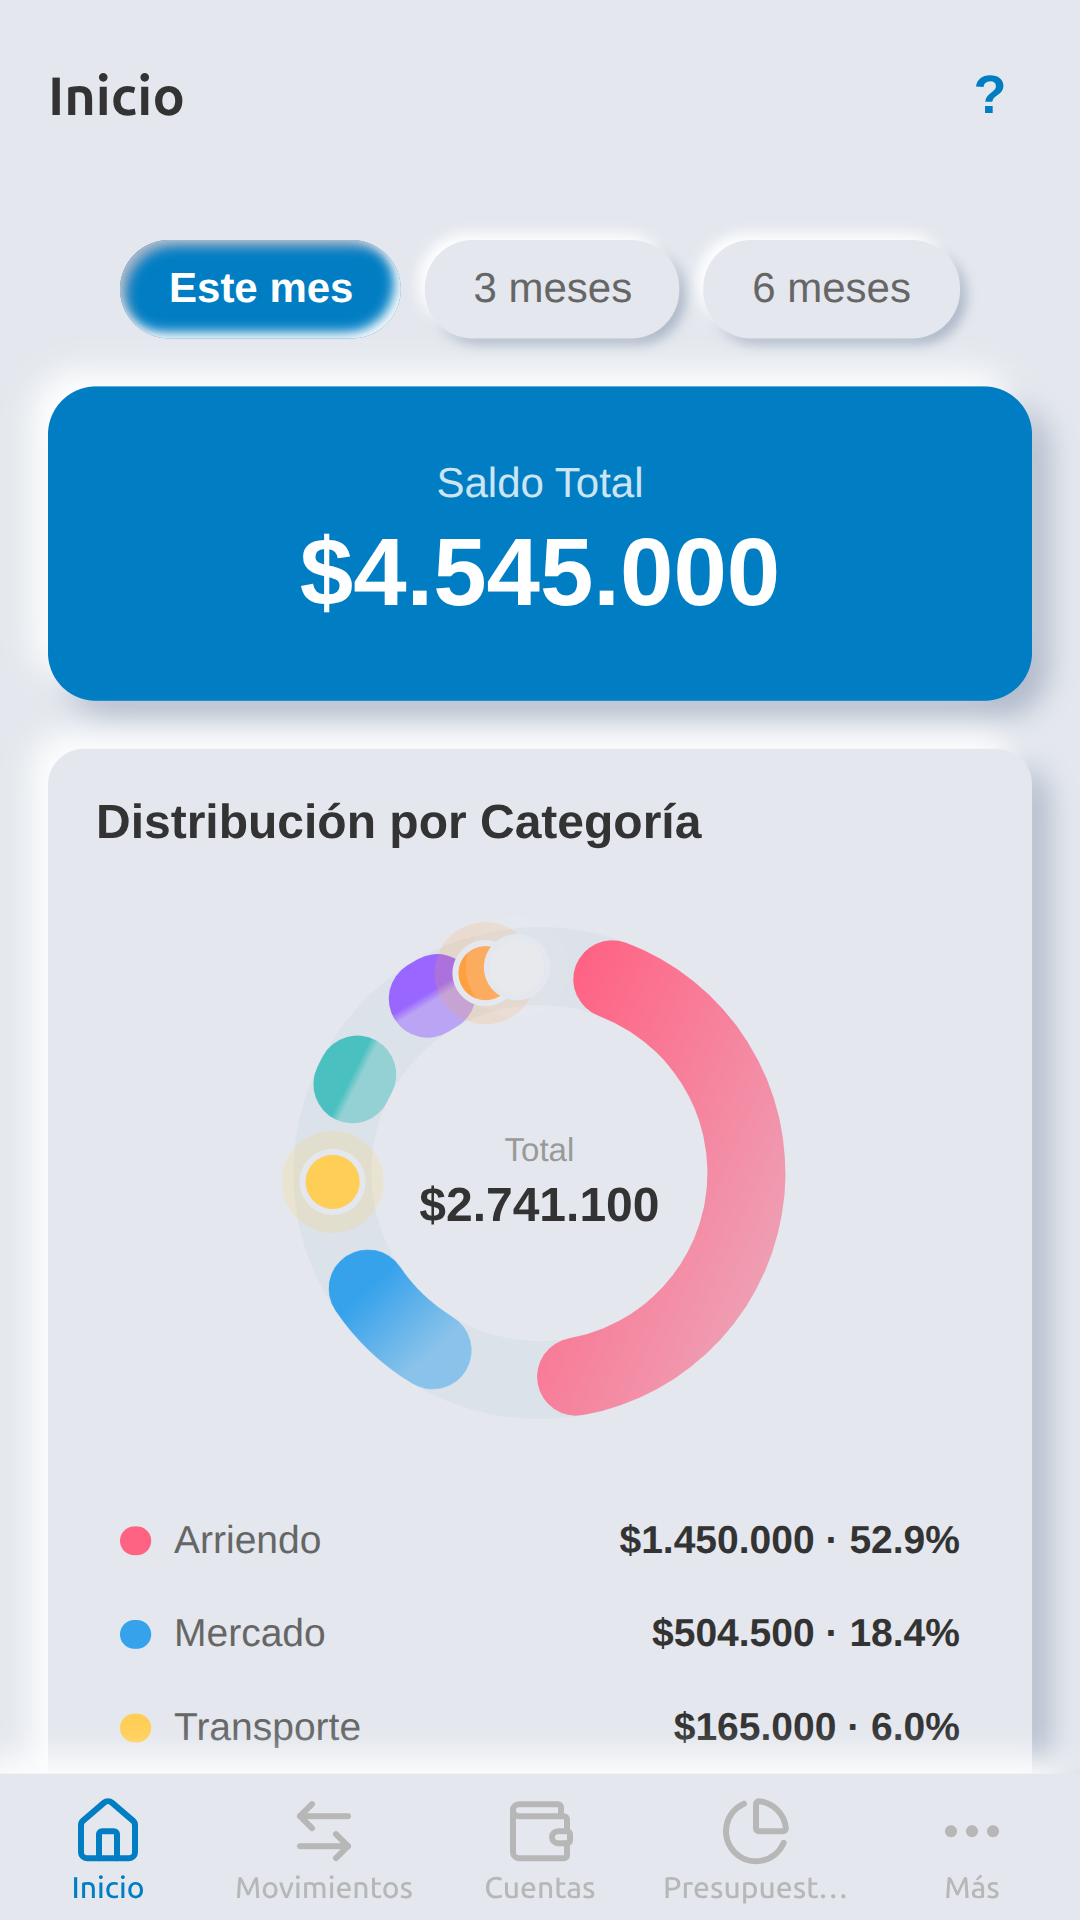 Inicio
?
Este mes
3 meses
6 meses
Saldo Total
$4.545.000
Distribución por Categoría
Total
$2.741.100
Arriendo
$1.450.000 · 52.9%
Mercado
$504.500 · 18.4%
Transporte
$165.000 · 6.0%
Inicio
Movimientos
Cuentas
Presupuest...
Más